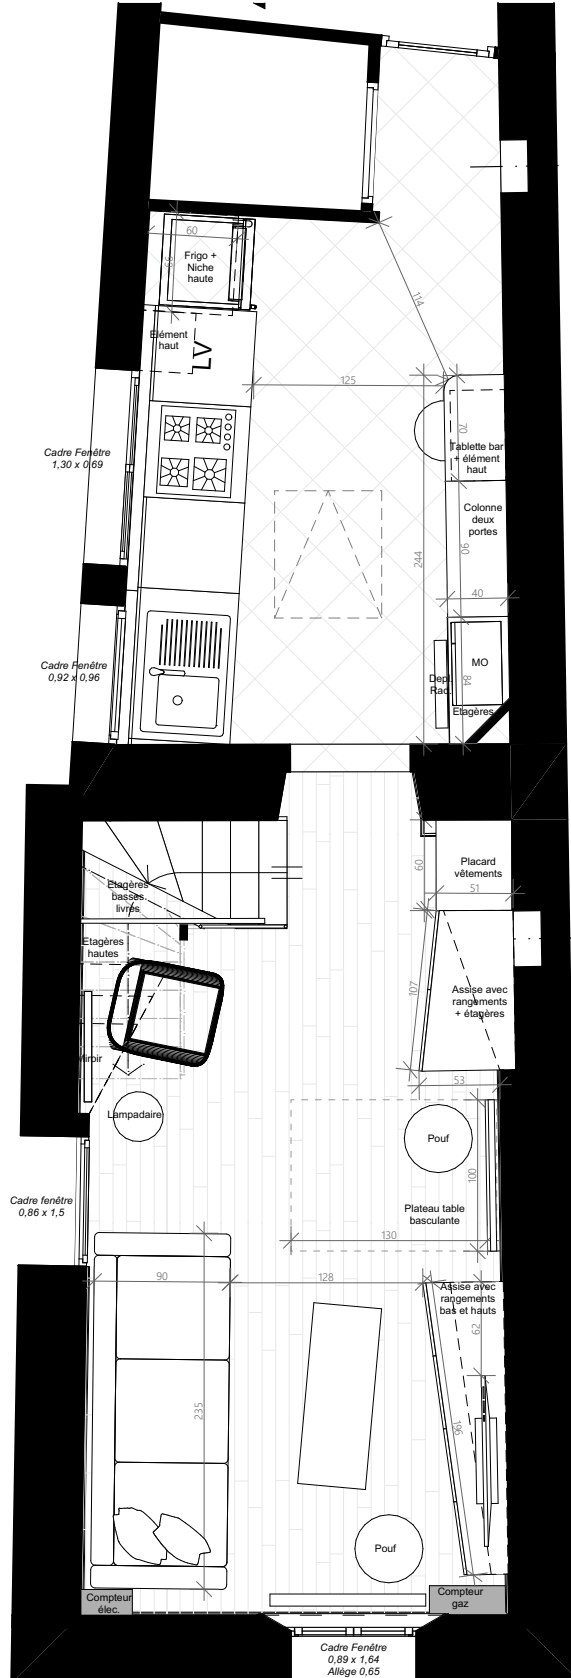 60
Frigo +
Niche
haute
Elément
haut
LV
114
125
Cadre Fenêtre
1,30 x 0,69
70
Tablette bar
+ élément
haut
Colonne
deux
portes
90
244
40
MO
Cadre Fenêtre
0,92 x 0,96
Depl.
Rad.
84
Etagères
60
Placard
vêtements
51
Etagères
basses
livres
Etagères
hautes
107
Assise avec
rangements
+ étagères
Miroir
53
Lampadaire
Pouf
100
Cadre fenêtre
0,86 x 1,5
Plateau table
basculante
130
90
128
Assise avec
rangements
bas et hauts
62
235
196
Pouf
Compteur
élec.
Compteur
gaz
Cadre Fenêtre
0,89 x 1,64
Allège 0,65